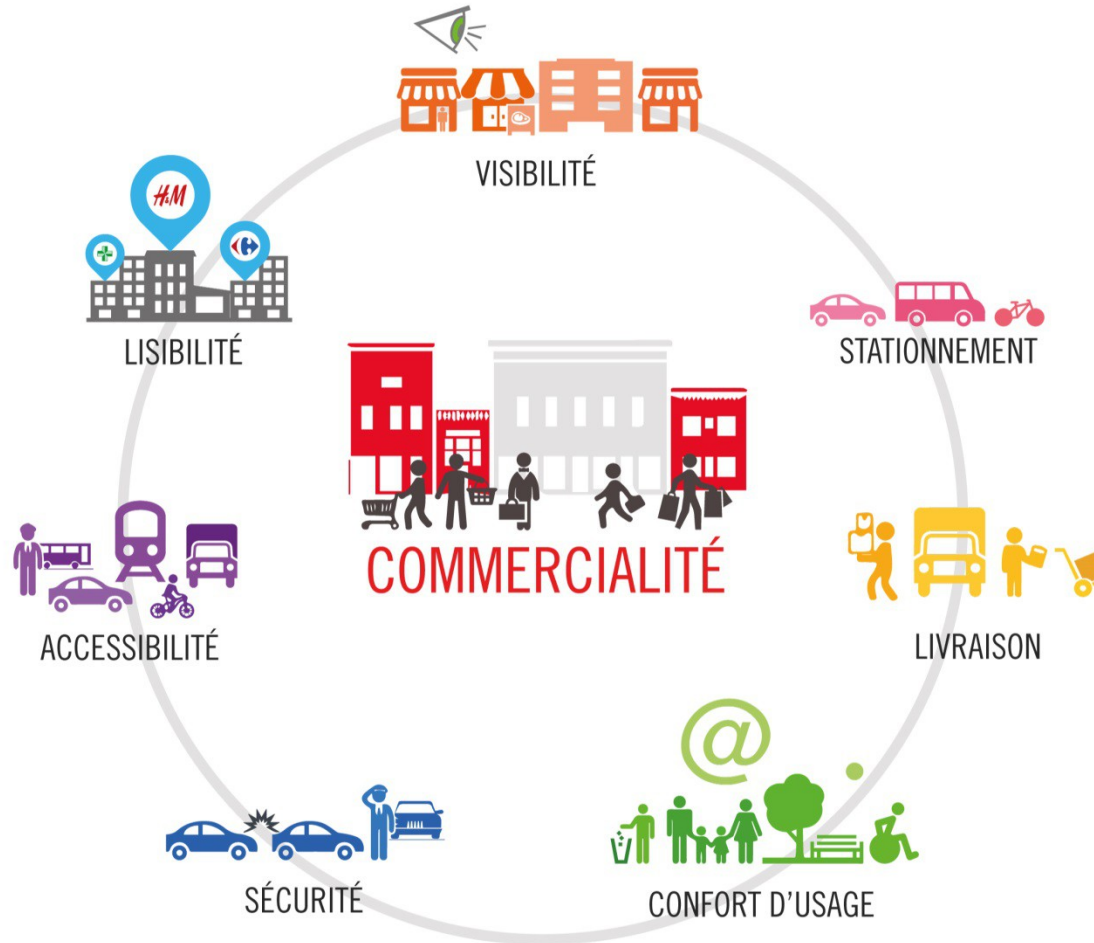 VISIBILITÉ
H&M
LISIBILITÉ
STATIONNEMENT
COMMERCIALITÉ
ACCESSIBILITÉ
LIVRAISON
@
SÉCURITÉ
CONFORT D'USAGE